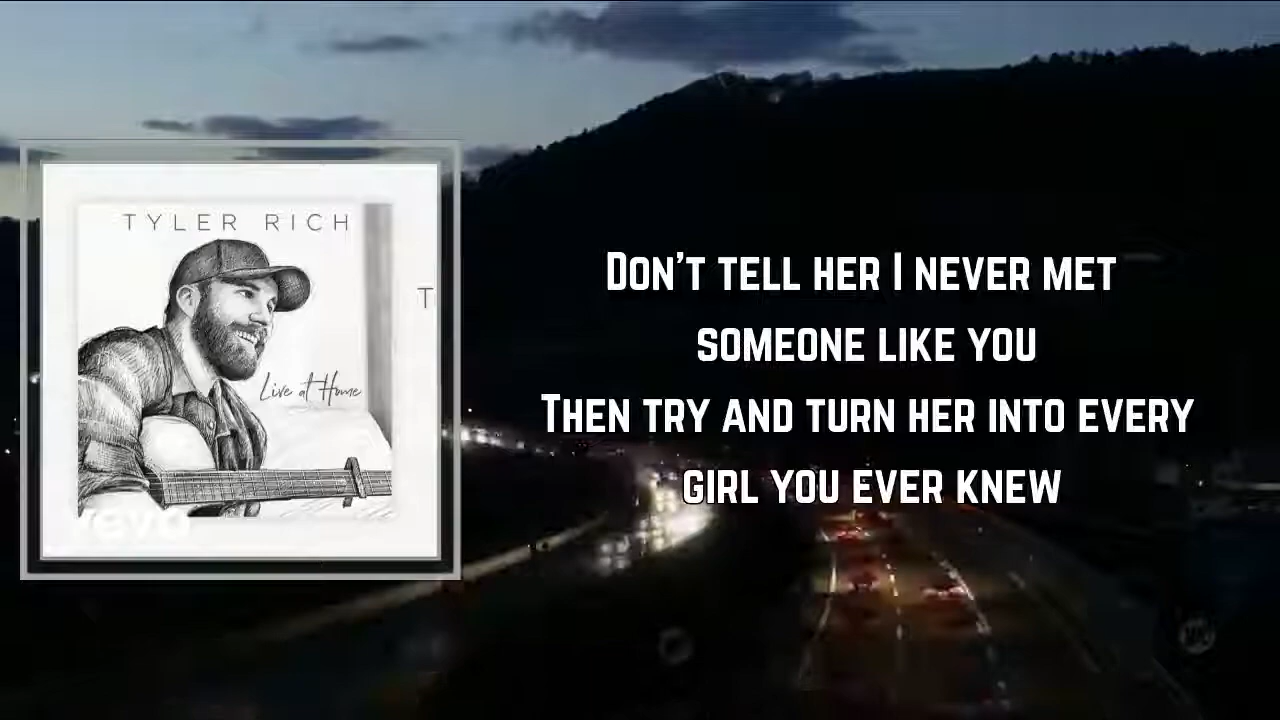 TYLER RICH
Live at Home
T
vevo
DON'T TELL HER I NEVER MET
SOMEONE LIKE YOU
THEN TRY AND TURN HER INTO EVERY
GIRL YOU EVER KNEW